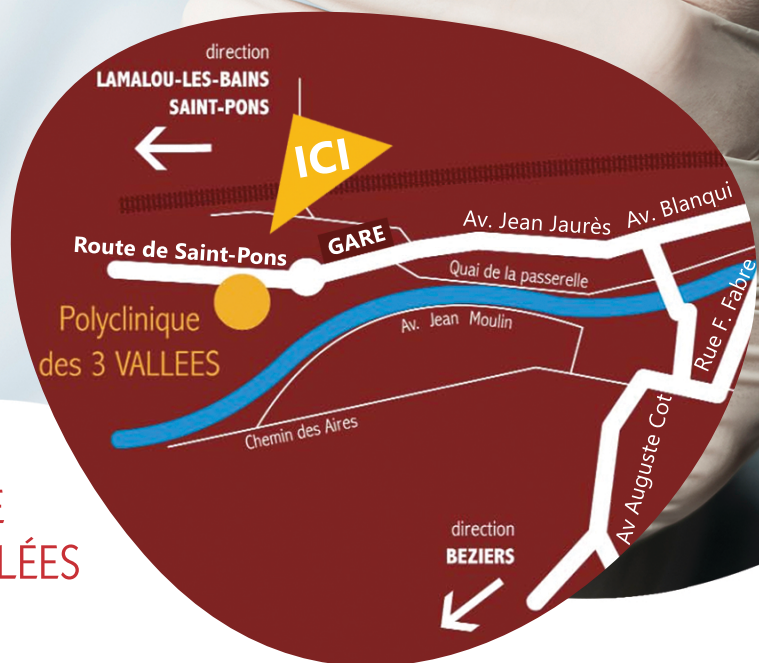 direction
LAMALOU-LES-BAINS
SAINT-PONS
ICI
Av. Blanqui
Av. Jean Jaurès
GARE
Route de Saint-Pons
Quai de la passerelle
Rue F. Fabre
Polyclinique
des 3 VALLEES
Av. Jean Moulin
Chemin des Aires
Av Auguste Cot
direction
BEZIERS
LÉES